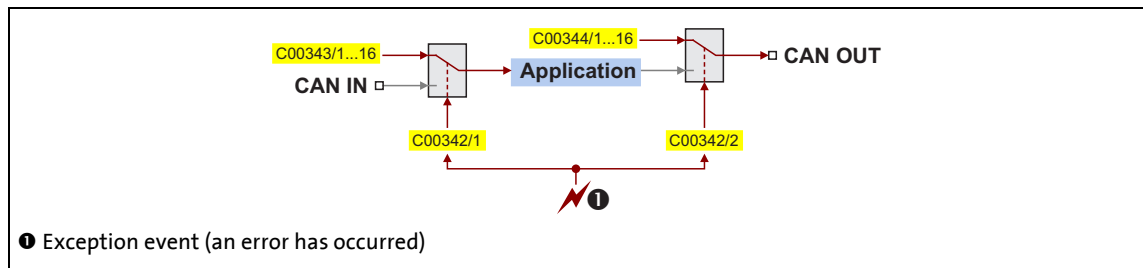 C00344/1...16
C00343/1...16
CAN OUT
Application
CAN IN
C00342/1
C00342/2
❶
❶ Exception event (an error has occurred)